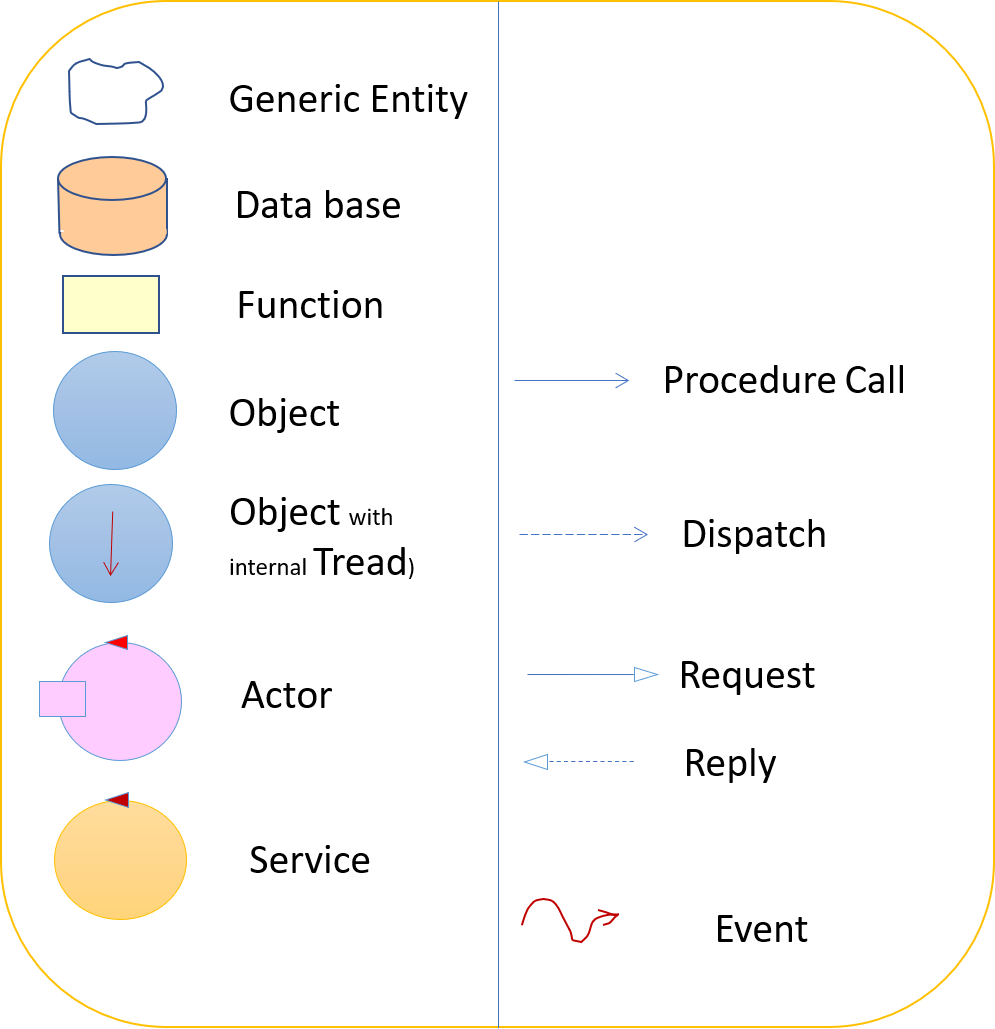 Generic Entity
Data base
Function
Object
Object with
internal Tread)
Actor
Service
Procedure Call
Dispatch
Request
Reply
Event